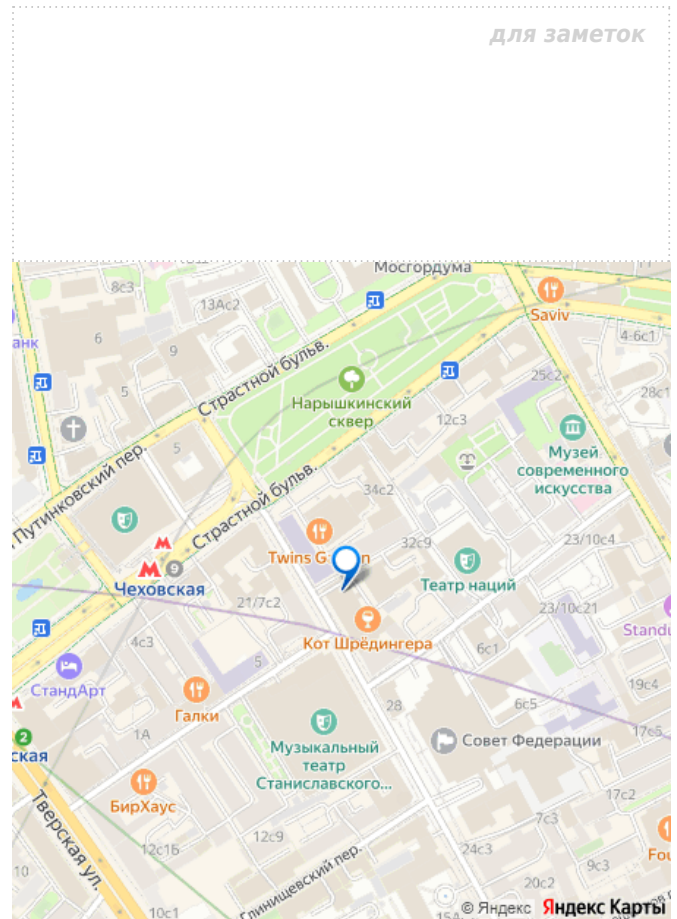 для заметок
Мосгордума
8с3
13Ас2
Saviv
анк
6
9
4-6с1
Страстной бульв.
5
Нарышкинский
сквер
25с2
28с1
12с3
Музей
современного
искусства
Путинковский пер.
5
34с2
Страстной бульв.
Twins G
n
32с9
23/10с4
9
Чеховская
Театр наций
21/7с2
23/10с21
Кот Шрёдингера
Standu
4с3
5
6с1
СтандАрт
19с4
Галки
28
6с5
2
ская
1А
Музыкальный
театр
Станиславского...
Совет Федерации
17с5
БирХаус
17с2
Тверская ул.
7с3
12с9
12с16
24с3
Fou
10
Глинищевский пер.
9с3
20с2
10с1
15А
© Яндекс Яндекс Карты